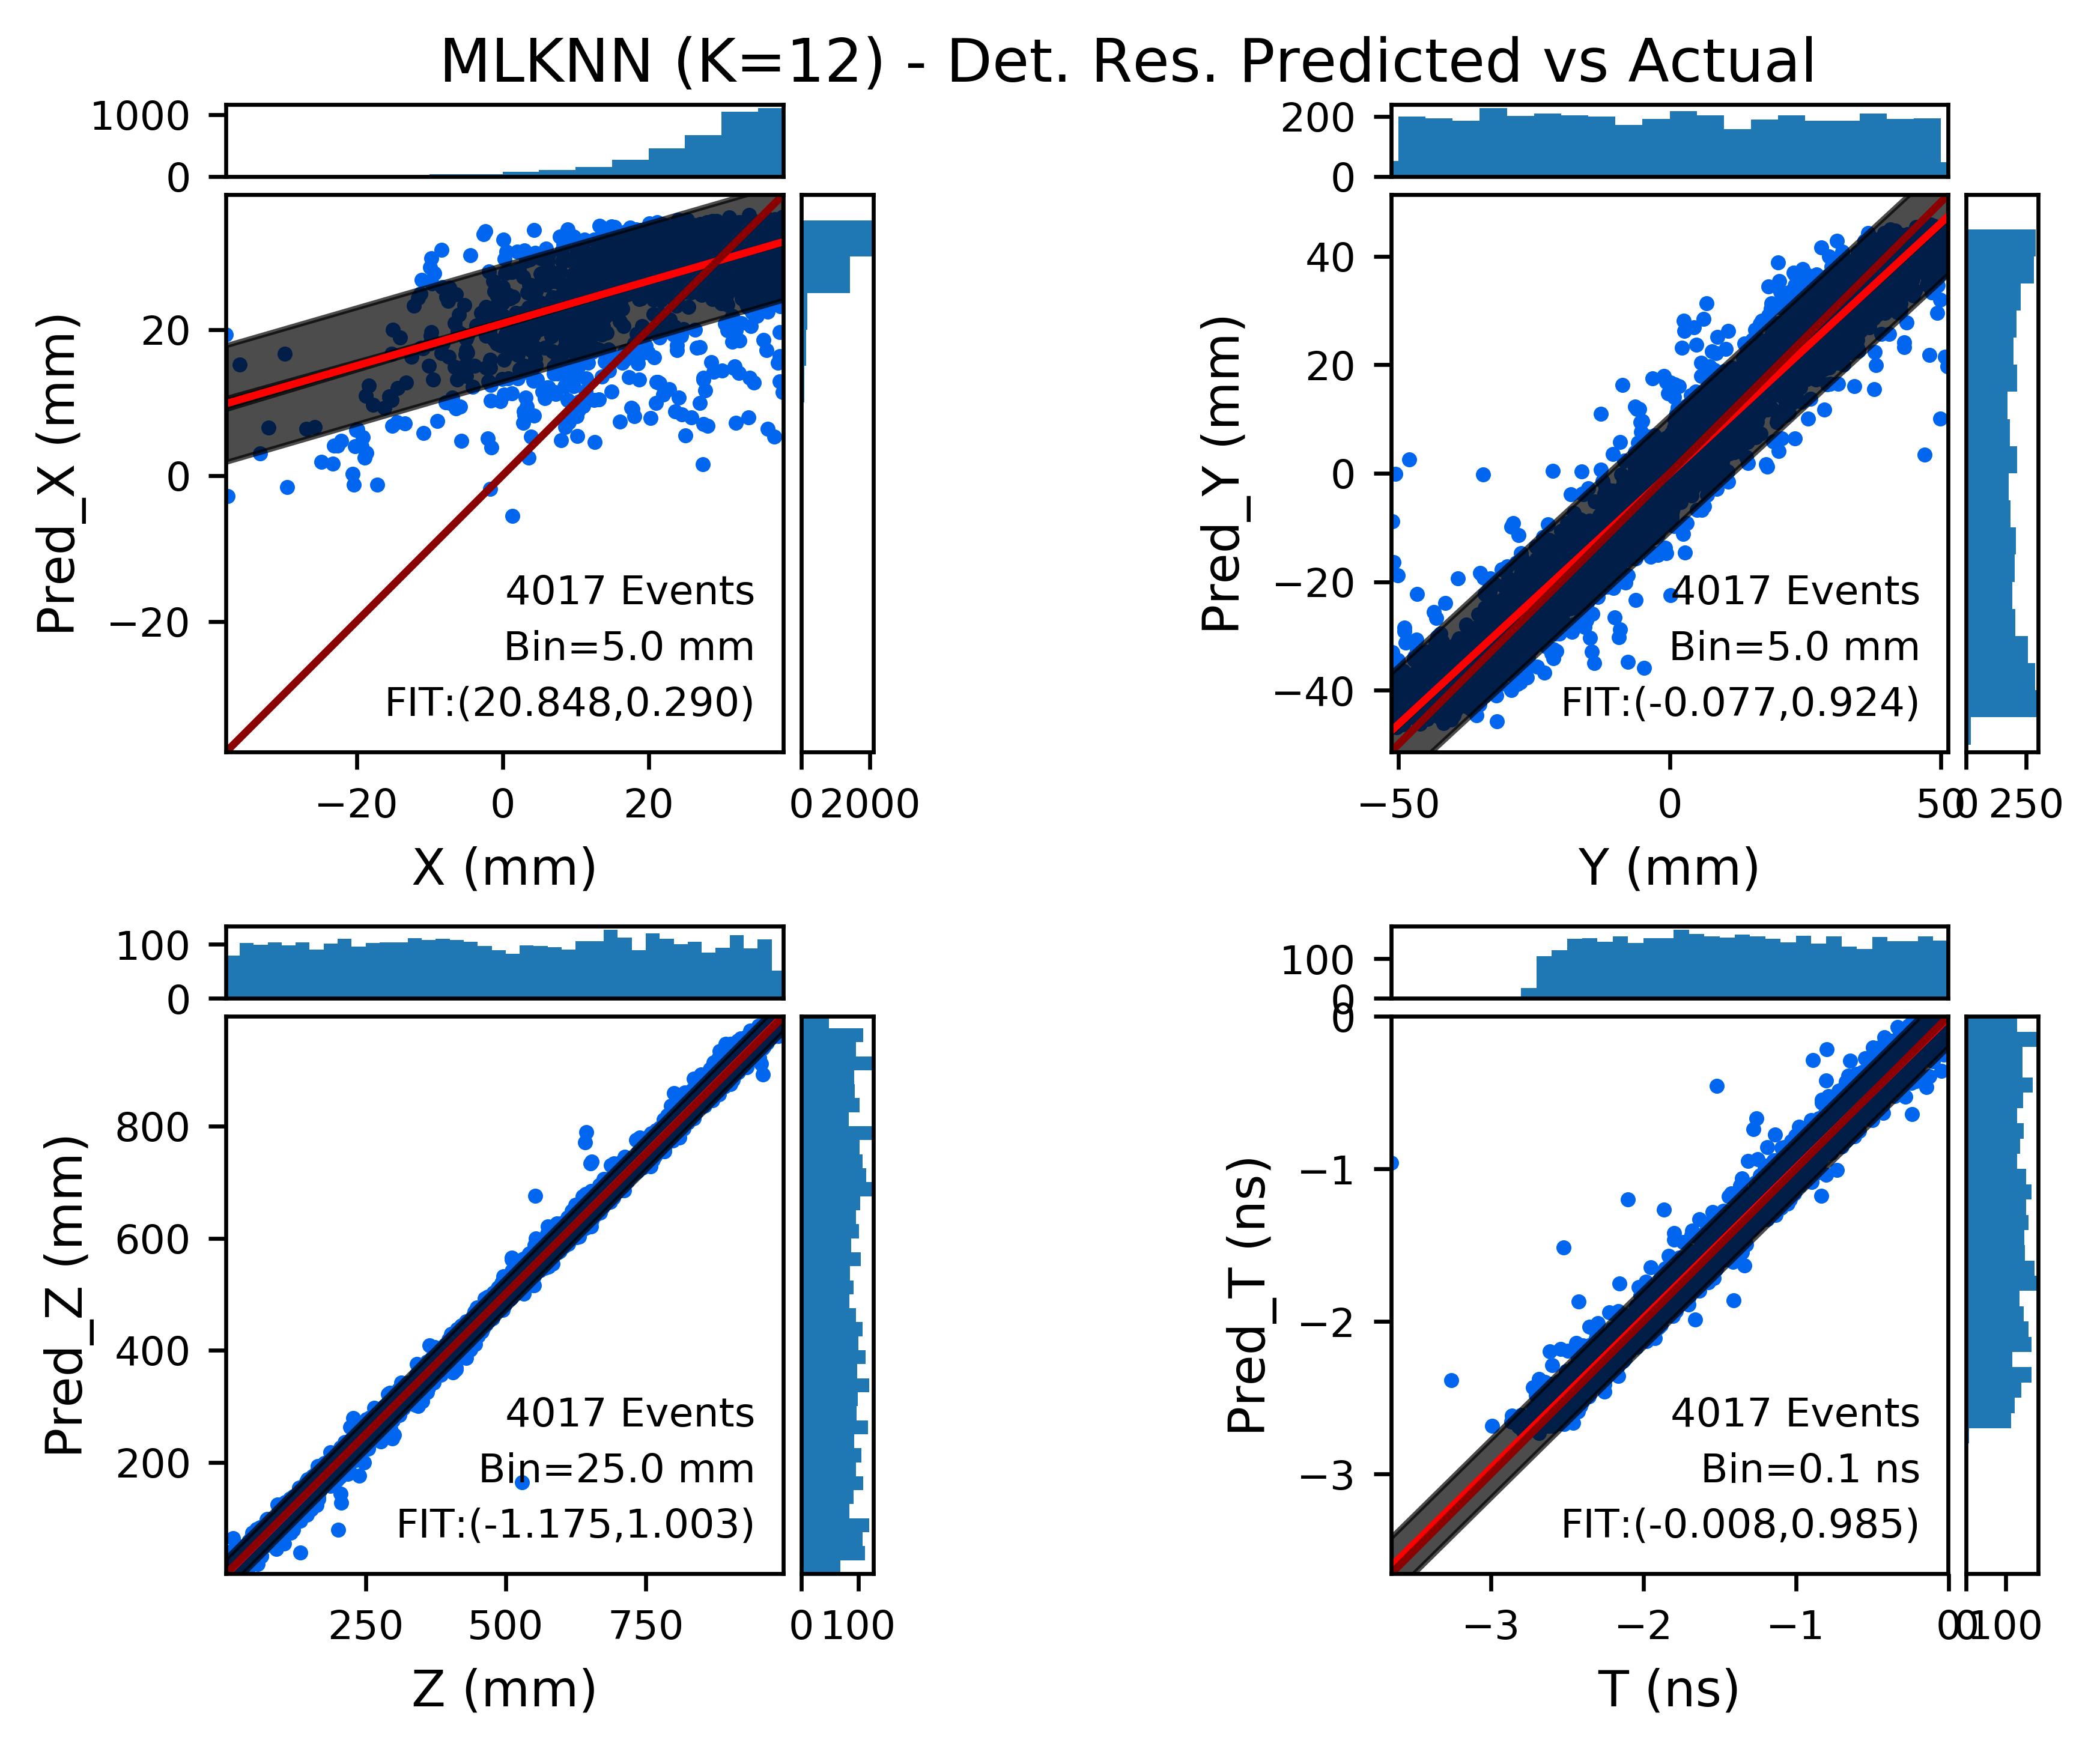 MLKNN (K=12) - Det. Res. Predicted vs Actual
1000
0
20
0
−20
Pred_X (mm)
4017 Events
Bin=5.0 mm
FIT:(20.848,0.290)
−20 0 20
0 2000
X (mm)
200
0
40
20
0
−20
−40
Pred_Y (mm)
4017 Events
Bin=5.0 mm
FIT:(-0.077,0.924)
−50 0 50
0 250
Y (mm)
100
0
800
600
400
200
Pred_Z (mm)
4017 Events
Bin=25.0 mm
FIT:(-1.175,1.003)
250 500 750
0 100
Z (mm)
100
0
0
−1
−2
−3
Pred_T (ns)
4017 Events
Bin=0.1 ns
FIT:(-0.008,0.985)
−3 −2 −1 0
0 100
T (ns)